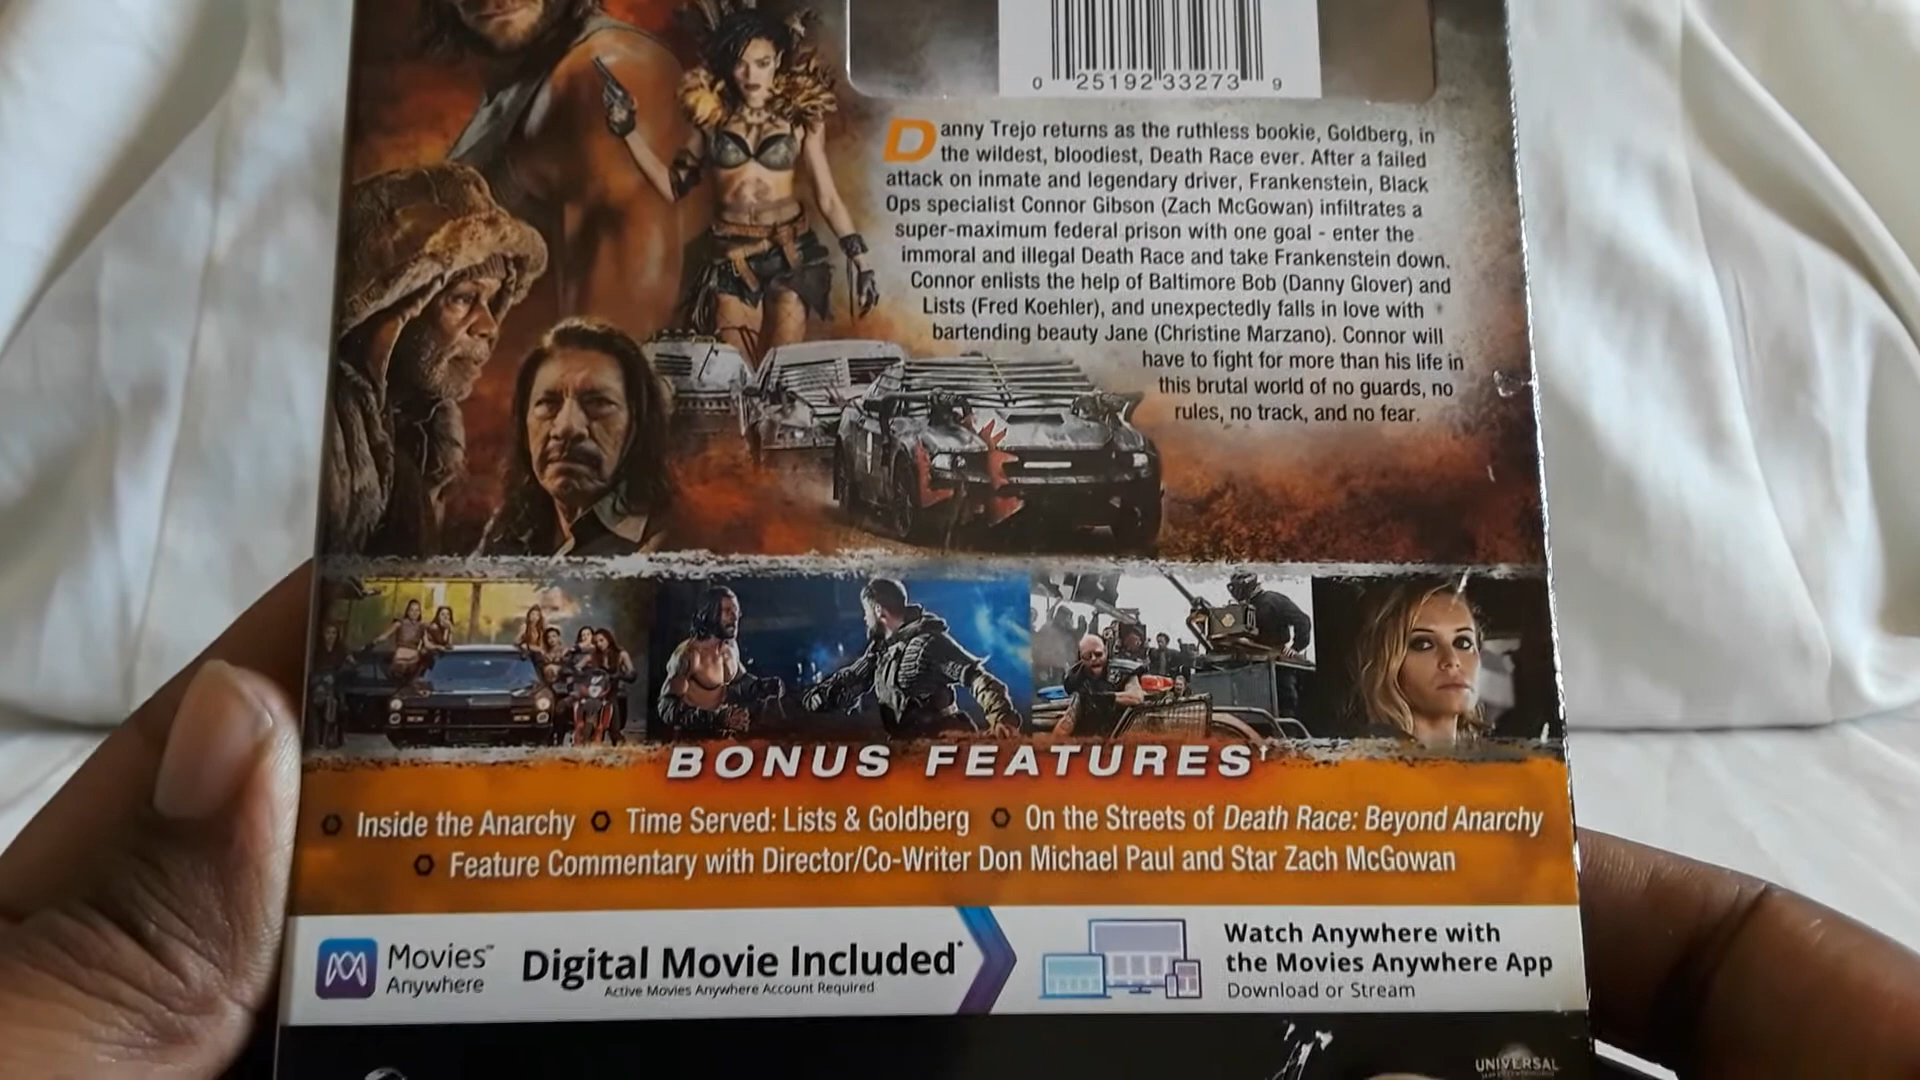 0 25192 33273 9
Danny Trejo returns as the ruthless bookie, Goldberg, in
the wildest, bloodiest, Death Race ever. After a failed
attack on inmate and legendary driver, Frankenstein, Black
Ops specialist Connor Gibson (Zach McGowan) infiltrates a
super-maximum federal prison with one goal - enter the
immoral and illegal Death Race and take Frankenstein down.
Connor enlists the help of Baltimore Bob (Danny Glover) and
Lists (Fred Koehler), and unexpectedly falls in love with
bartending beauty Jane (Christine Marzano). Connor will
have to fight for more than his life in
this brutal world of no guards, no
rules, no track, and no fear.
BONUS FEATURES†
Inside the Anarchy Time Served: Lists & Goldberg On the Streets of Death Race: Beyond Anarchy
Feature Commentary with Director/Co-Writer Don Michael Paul and Star Zach McGowan
Movies™
Anywhere
Digital Movie Included*
Active Movies Anywhere Account Required
Watch Anywhere with
the Movies Anywhere App
Download or Stream
UNIVERSAL